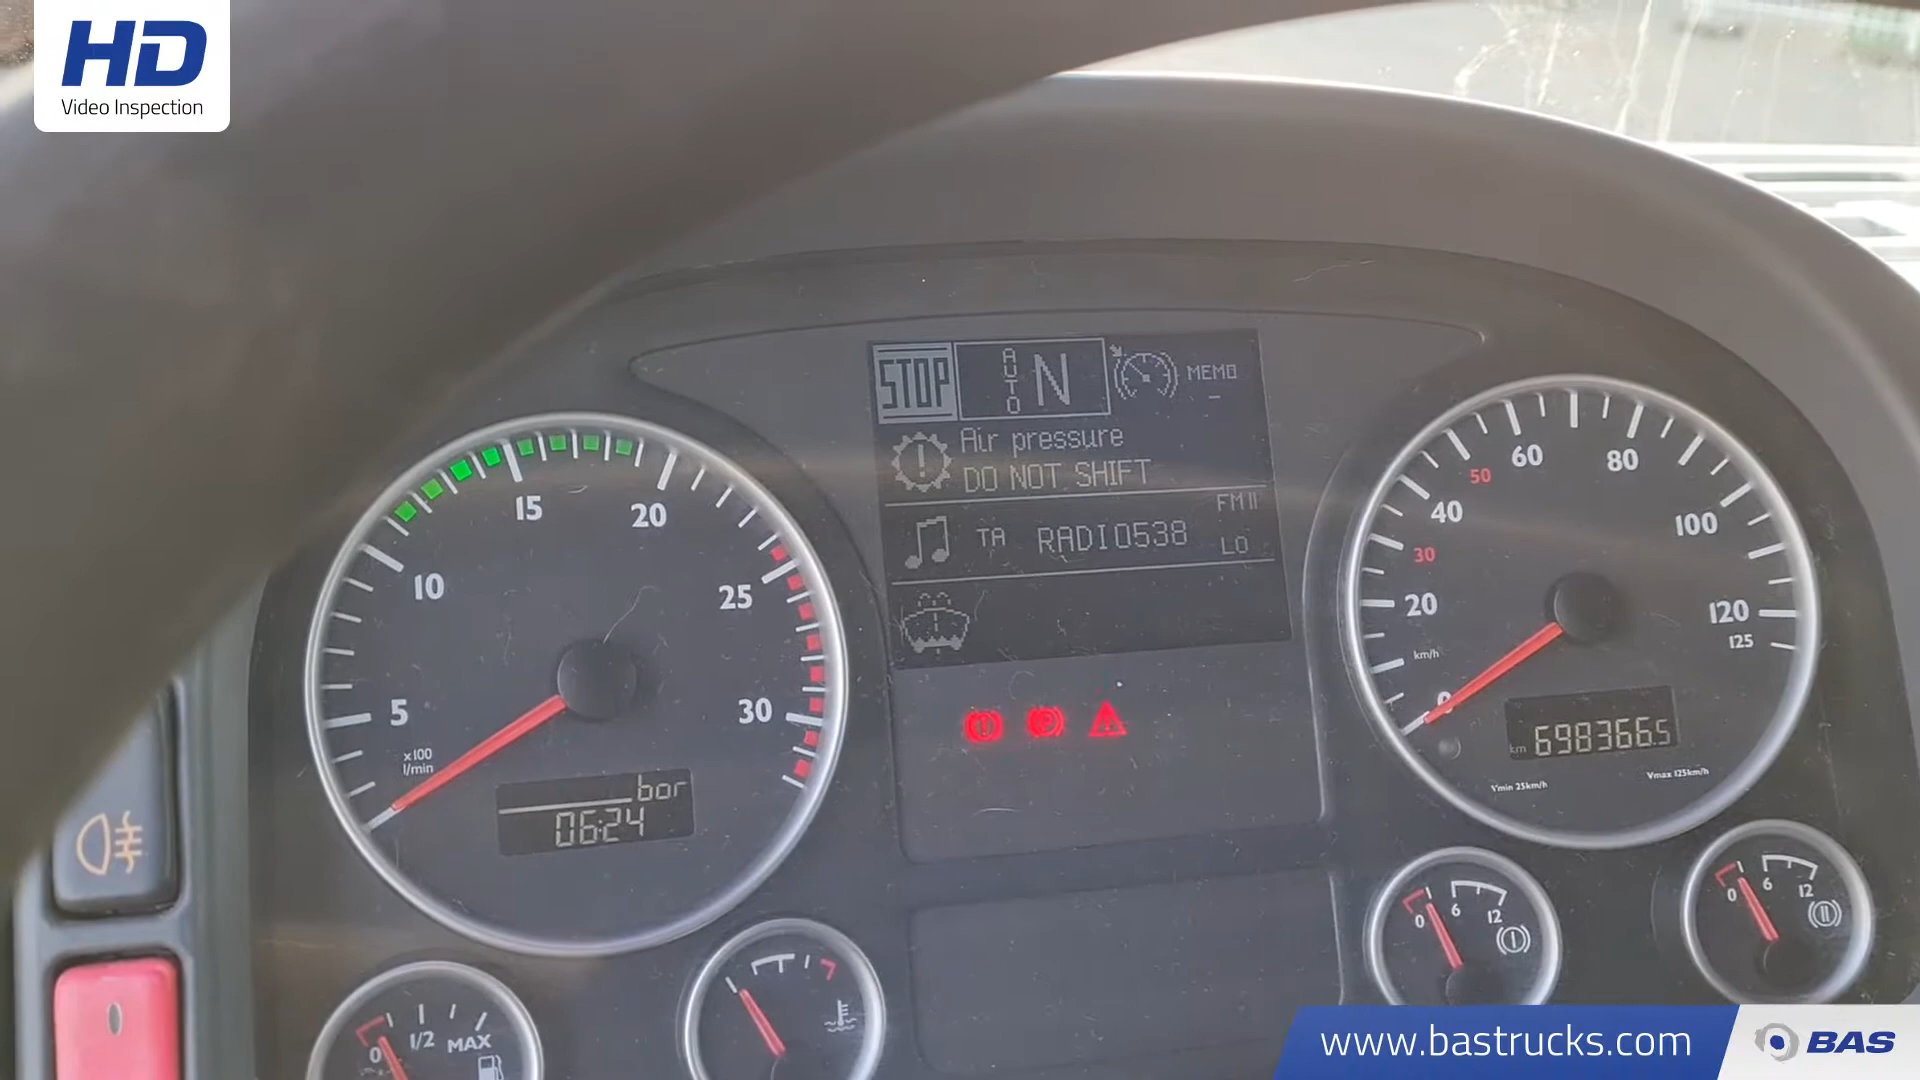 HD
Video Inspection
STOP
AUTO
N
MEMO
–
Air pressure
DO NOT SHIFT
FM II
TA RADIO538
LO
5
10
15
20
25
30
x100
l/min
bar
06:24
0
20
30
40
50
60
80
100
120
125
km/h
km 698366.5
Vmin 25km/h
Vmax 125km/h
0
1/2
MAX
0
6
12
I
0
6
12
II
www.bastrucks.com
BAS